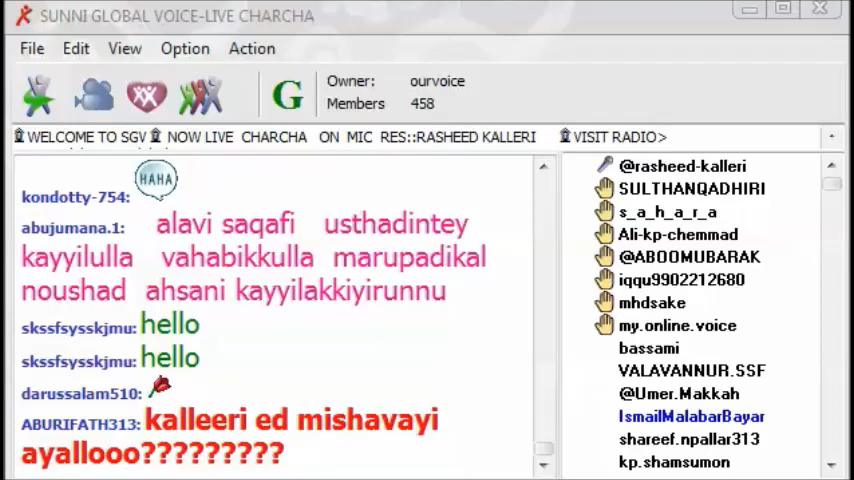 SUNNI GLOBAL VOICE-LIVE CHARCHA
File Edit View Option Action
G
Owner: ourvoice
Members 458
WELCOME TO SGV NOW LIVE CHARCHA ON MIC RES::RASHEED KALLERI VISIT RADIO>
kondotty-754: HAHA
abujumana.1: alavi saqafi usthadintey
kayyilulla vahabikkulla marupadikal
noushad ahsani kayyilakkiyirunnu
skssfsysskjmu: hello
skssfsysskjmu: hello
darussalam510:
ABURIFATH313: kalleeri ed mishavayi
ayallooo?????????
@rasheed-kalleri
SULTHANQADHIRI
s_a_h_a_r_a
Ali-kp-chemmad
@ABOOMUBARAK
iqqu9902212680
mhdsake
my.online.voice
bassami
VALAVANNUR.SSF
@Umer.Makkah
IsmailMalabarBayar
shareef.npallar313
kp.shamsumon